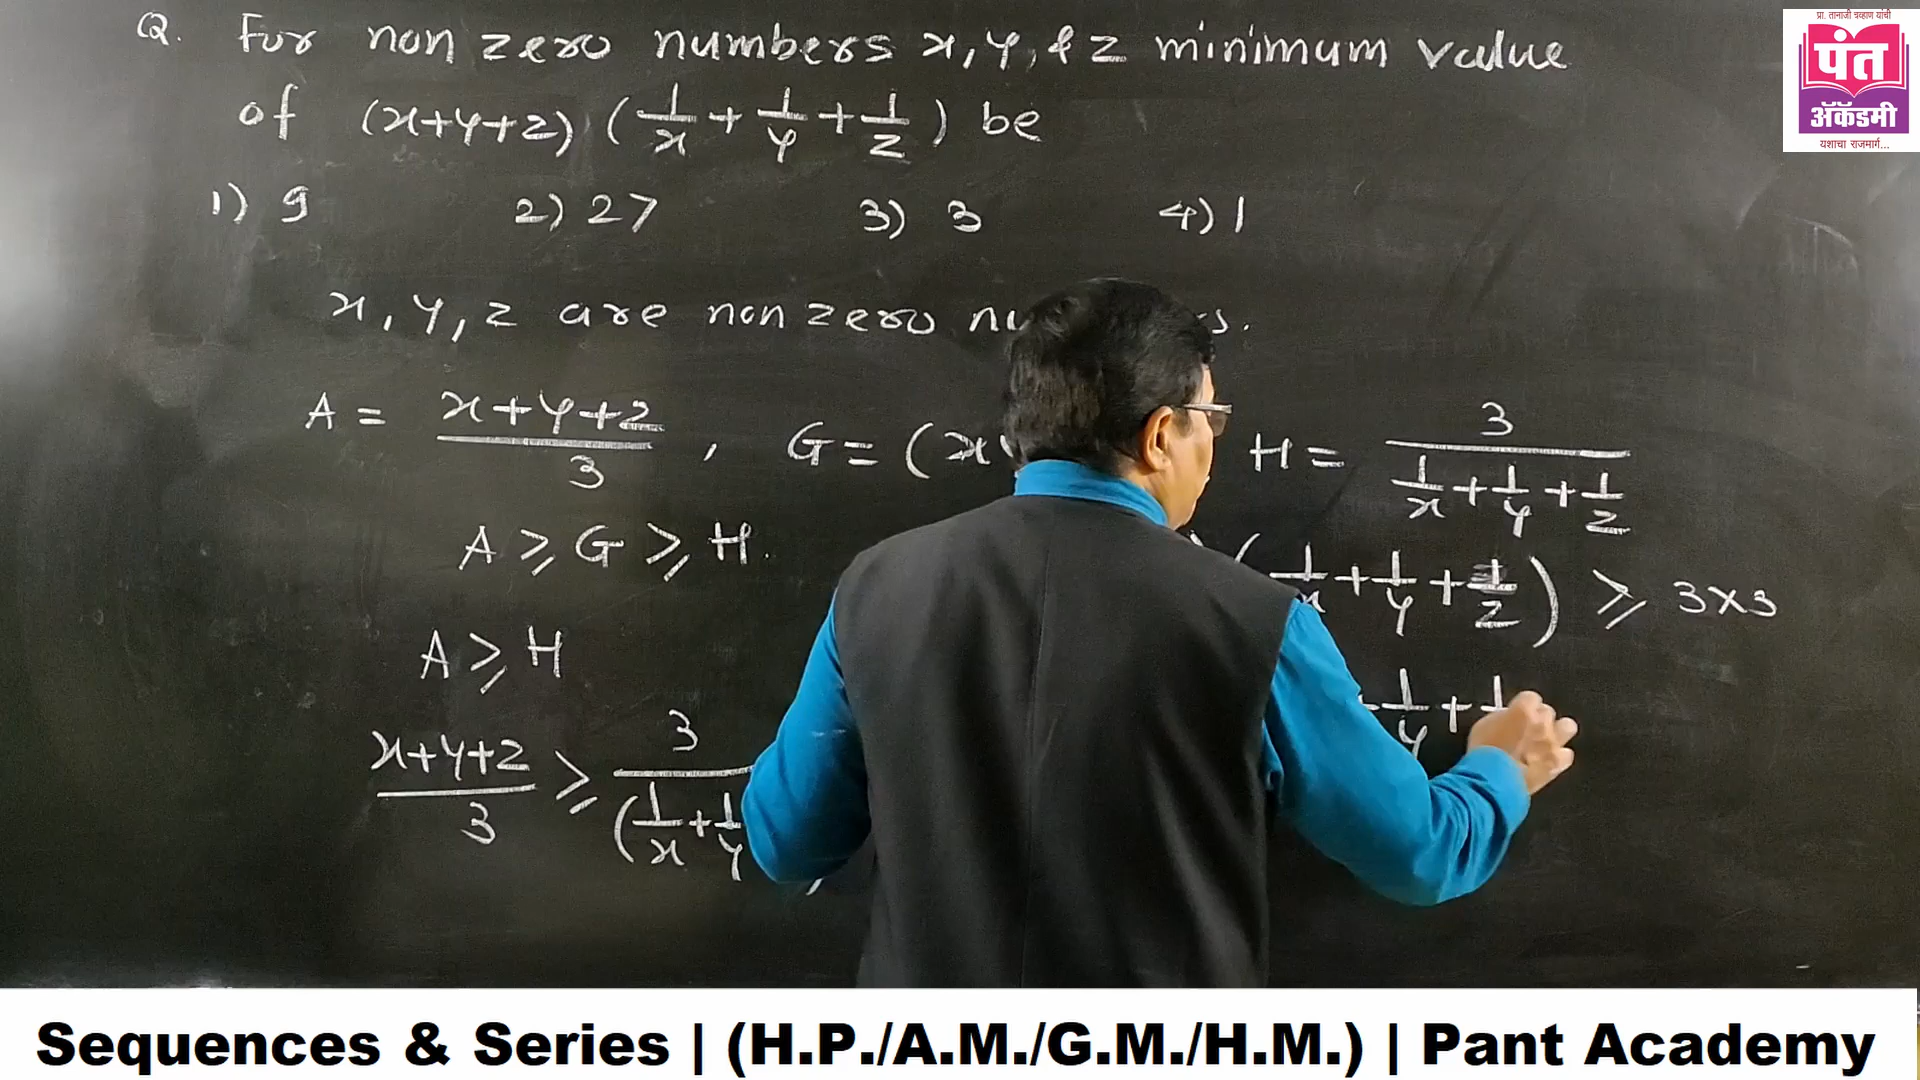 Q. For non zero numbers x, y, & z minimum value
of (x+y+z) (1/x + 1/y + 1/z) be
1) 9 2) 27 3) 3 4) 1
x, y, z are non zero
A = x+y+z/3 , G = (x H = 3/(1/x + 1/y + 1/z)
A ≥ G ≥ H.
(1/x + 1/y + 1/z) ≥ 3×3
A ≥ H
1/y + 1
x+y+z/3 ≥ 3/(1/x + 1/y
प्रा. तानाजी चव्हाण यांची
पंत
ॲकॅडमी
यशाचा राजमार्ग...
Sequences & Series | (H.P./A.M./G.M./H.M.) | Pant Academy